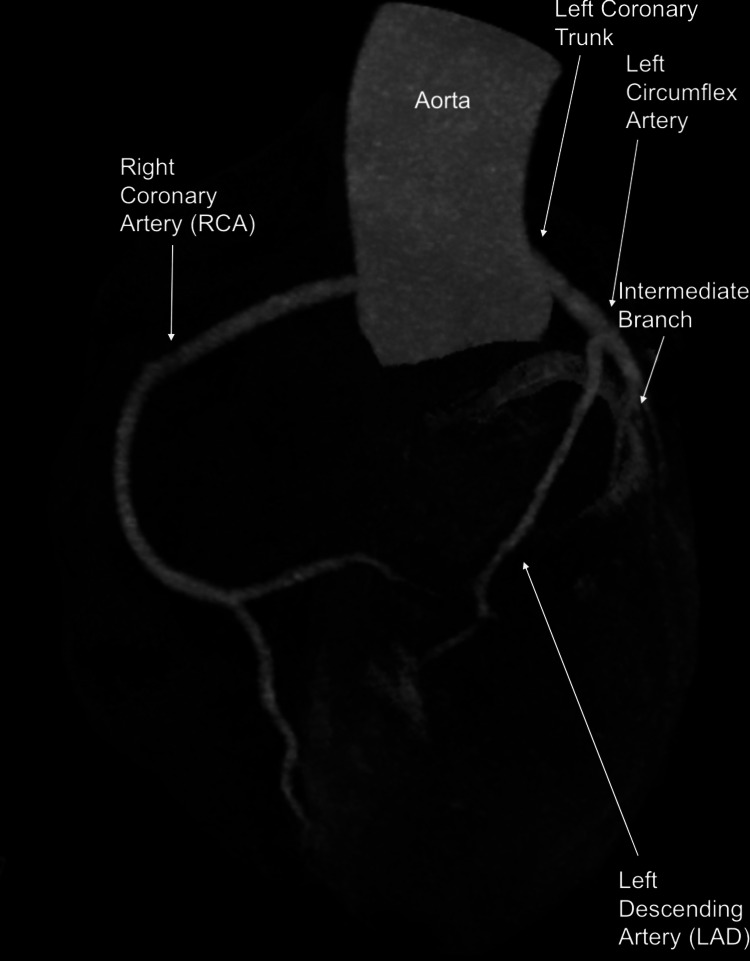 Left Coronary
Trunk
Left
Circumflex
Artery
Aorta
Right
Coronary
Artery (RCA)
Intermediate
Branch
Left
Descending
Artery (LAD)